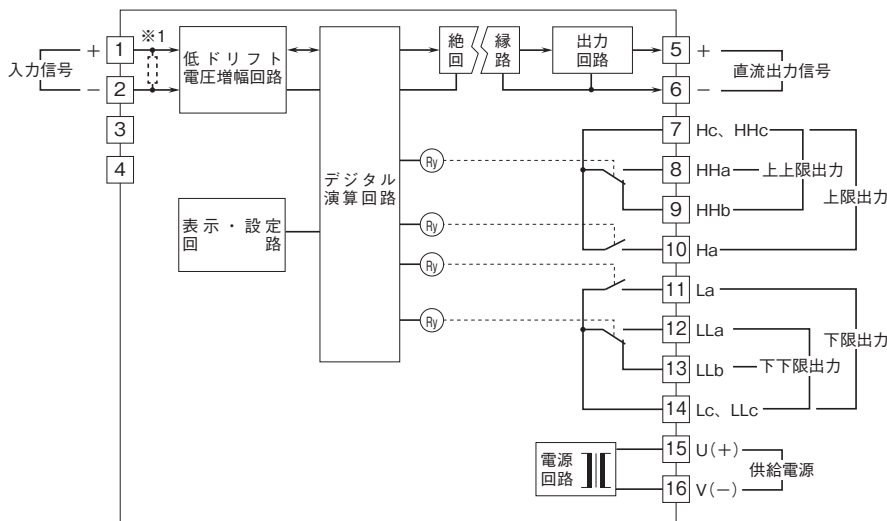 ※1
入力信号
+
1
−
2
3
4
低ドリフト
電圧増幅回路
デジタル
演算回路
表示・設定
回路
絶縁
回路
出力
回路
Ry
Ry
Ry
Ry
5
+
6
−
直流出力信号
7
Hc、HHc
8
HHa
上上限出力
9
HHb
上限出力
10
Ha
11
La
12
LLa
下限出力
13
LLb
下下限出力
14
Lc、LLc
電源
回路
15
U(+)
供給電源
16
V(−)